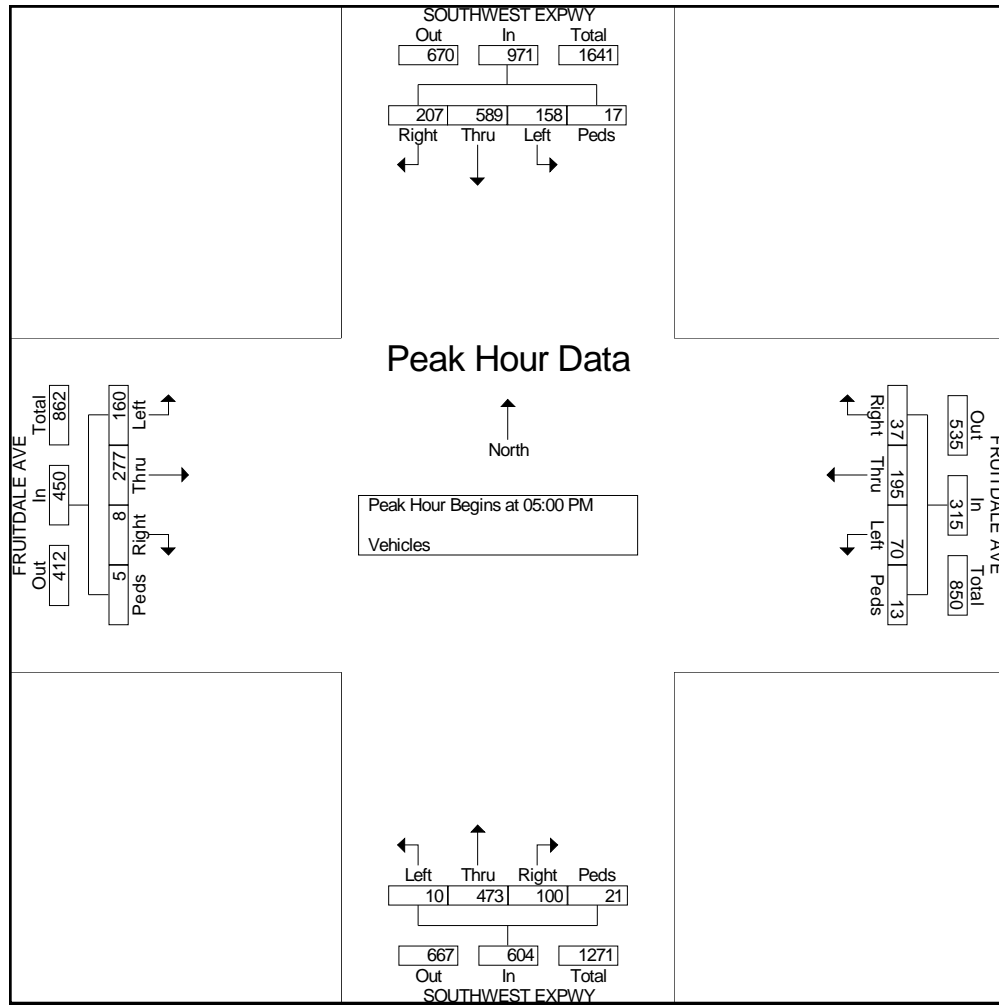 SOUTHWEST EXPWY
Out In Total
670 971 1641
207 589 158 17
Right Thru Left Peds
Peak Hour Data
North
Peak Hour Begins at 05:00 PM
Vehicles
FRUITDALE AVE
Out In Total
412 450 862
5 8 277 160
Peds Right Thru Left
FRUITDALE AVE
Out In Total
535 315 850
37 195 70 13
Right Thru Left Peds
Left Thru Right Peds
10 473 100 21
667 604 1271
Out In Total
SOUTHWEST EXPWY